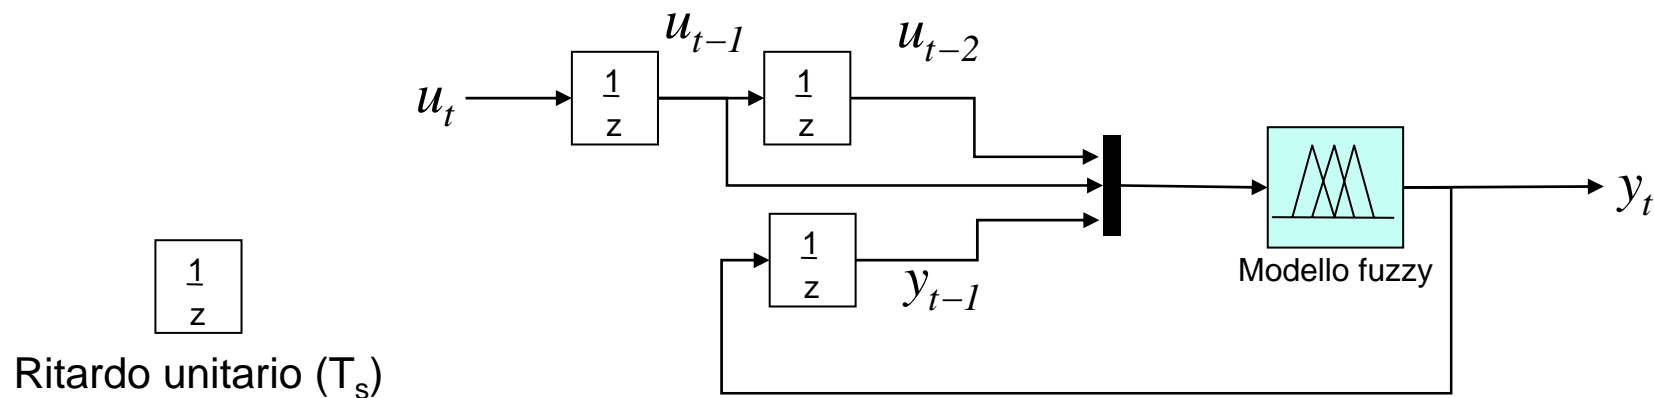 u_{t-1}
u_{t-2}
u_t
1
z
1
z
y_t
1
z
y_{t-1}
Modello fuzzy
1
z
Ritardo unitario (T_s)